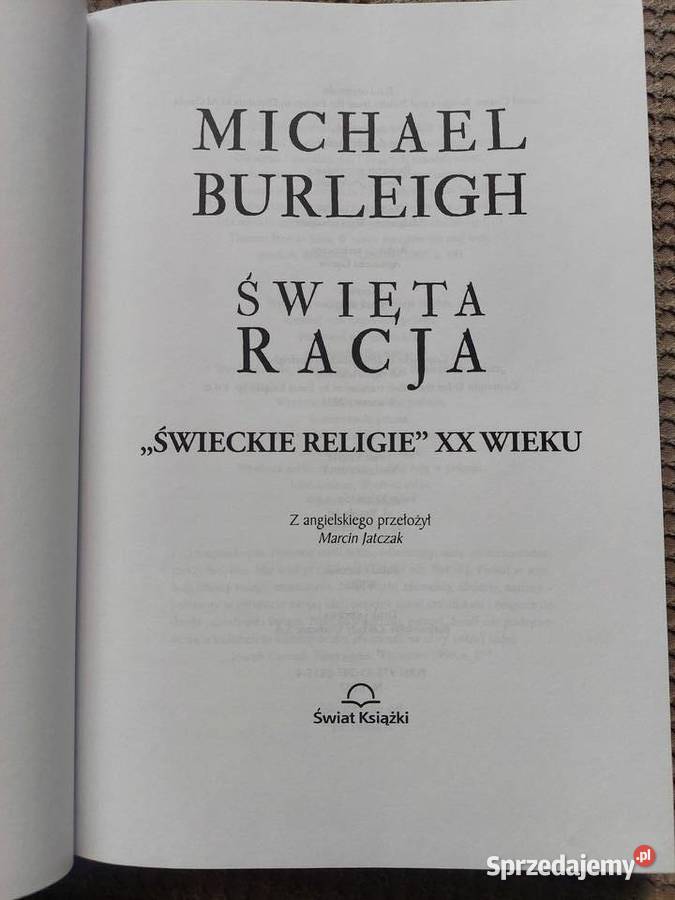 MICHAEL
BURLEIGH
ŚWIĘTA
RACJA
„ŚWIECKIE RELIGIE” XX WIEKU
Z angielskiego przełożył
Marcin Jatczak
Świat Książki
Sprzedajemy.pl